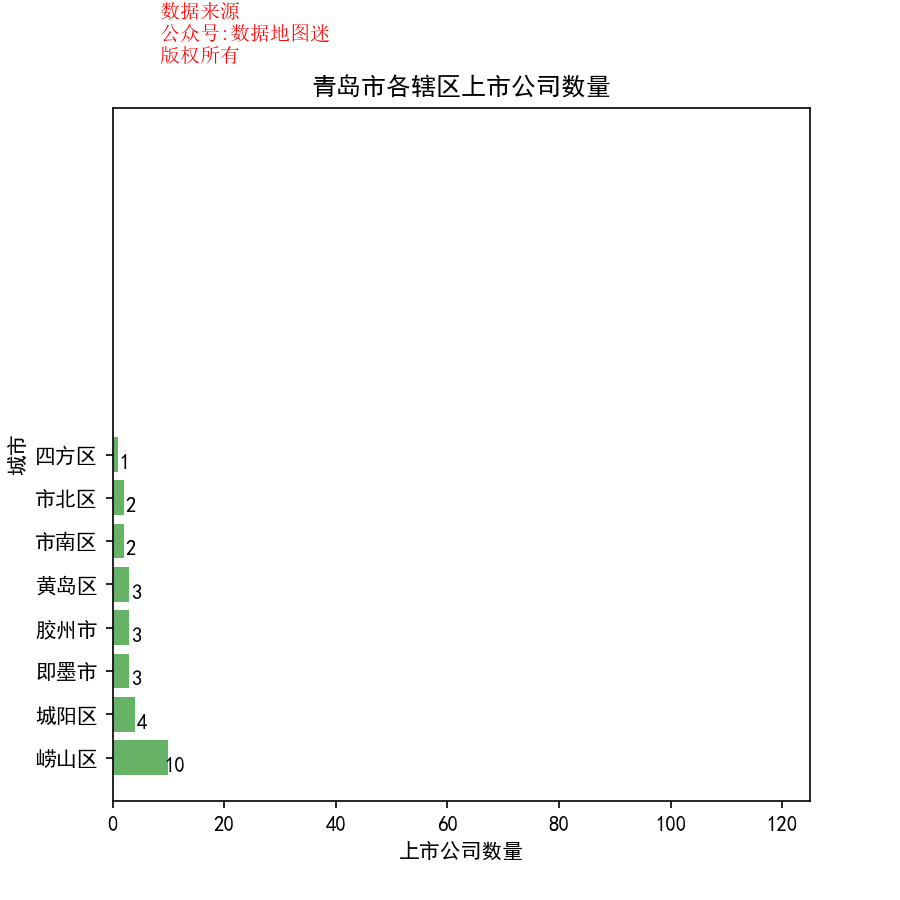 数据来源
公众号:数据地图迷
版权所有
青岛市各辖区上市公司数量
城市
四方区 1
市北区 2
市南区 2
黄岛区 3
胶州市 3
即墨市 3
城阳区 4
崂山区 10
0 20 40 60 80 100 120
上市公司数量